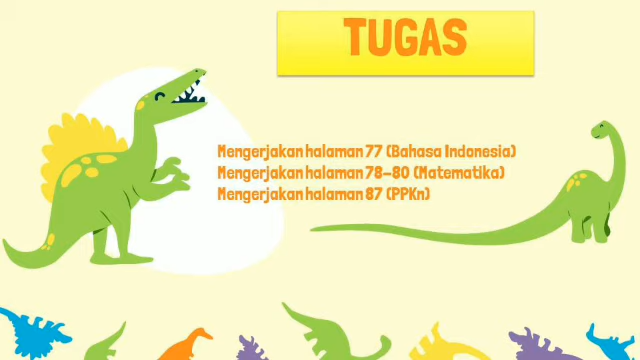 TUGAS
Mengerjakan halaman 77 (Bahasa Indonesia)
Mengerjakan halaman 78-80 (Matematika)
Mengerjakan halaman 87 (PPKn)